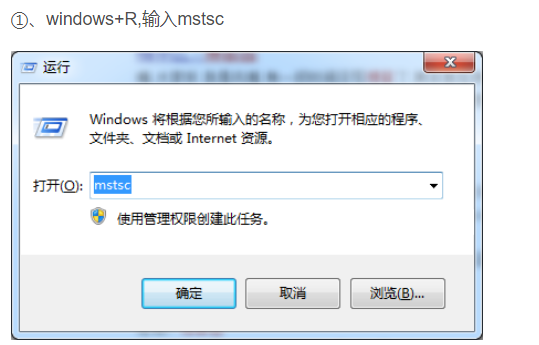 ①、windows+R,输入mstsc
运行
Windows 将根据您所输入的名称，为您打开相应的程序、
文件夹、文档或 Internet 资源。
打开(O): mstsc
使用管理权限创建此任务。
确定 取消 浏览(B)...